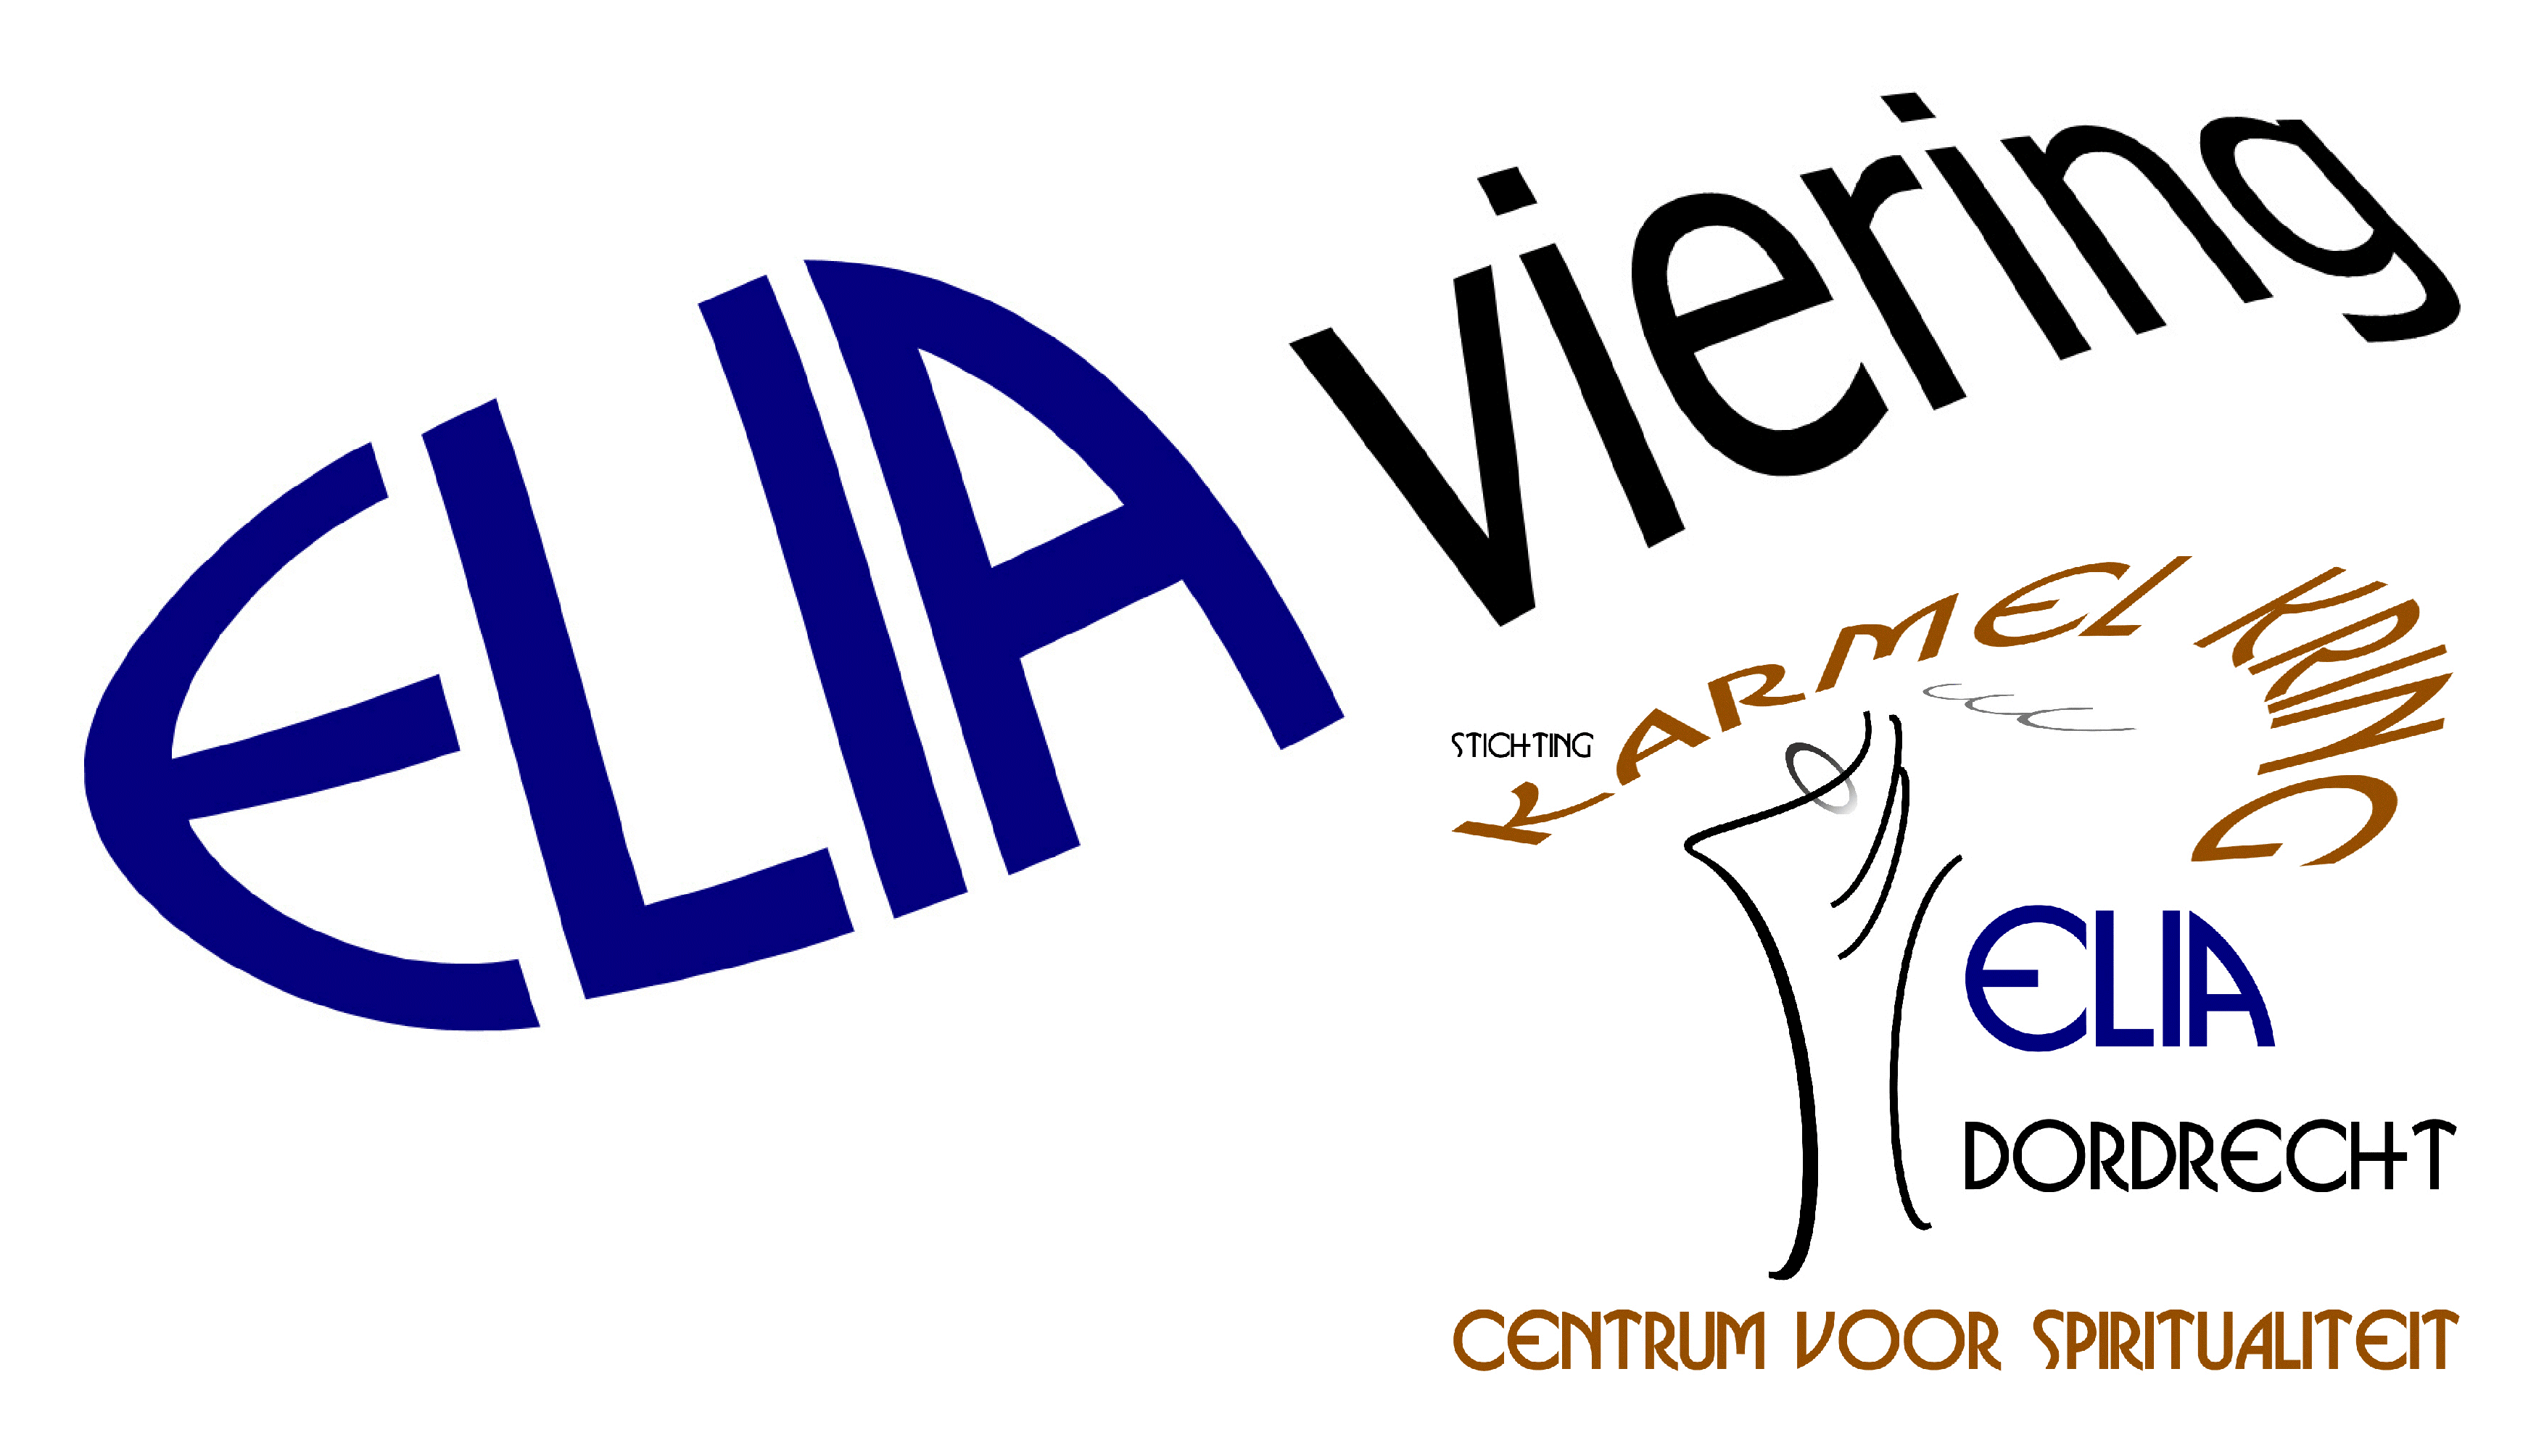 ELIA viering
STICHTING
KARMEL KRING
ELIA
DORDRECHT
CENTRUM VOOR SPIRITUALITEIT